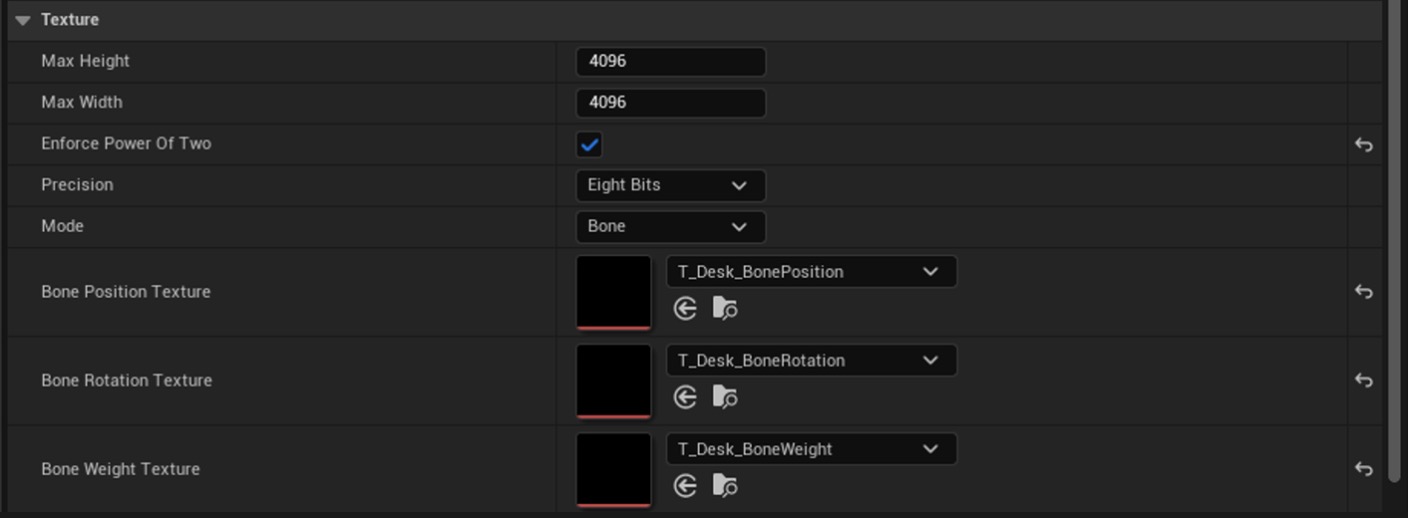 Texture
Max Height 4096
Max Width 4096
Enforce Power Of Two
Precision Eight Bits
Mode Bone
Bone Position Texture T_Desk_BonePosition
Bone Rotation Texture T_Desk_BoneRotation
Bone Weight Texture T_Desk_BoneWeight